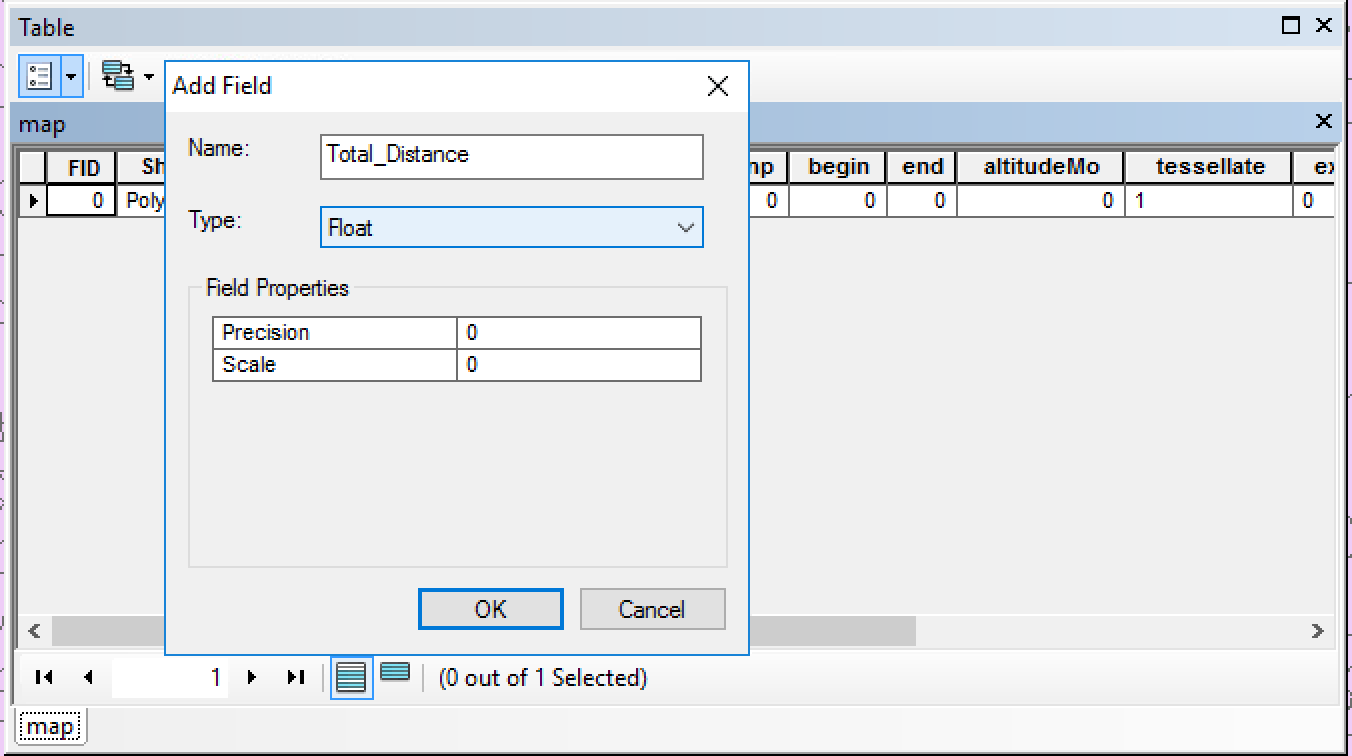 Table
Add Field
map
Name: Total_Distance
FID Sh np begin end altitudeMo tessellate ex
0 Poly 0 0 0 0 1 0
Type: Float
Field Properties
Precision 0
Scale 0
OK Cancel
1 (0 out of 1 Selected)
map